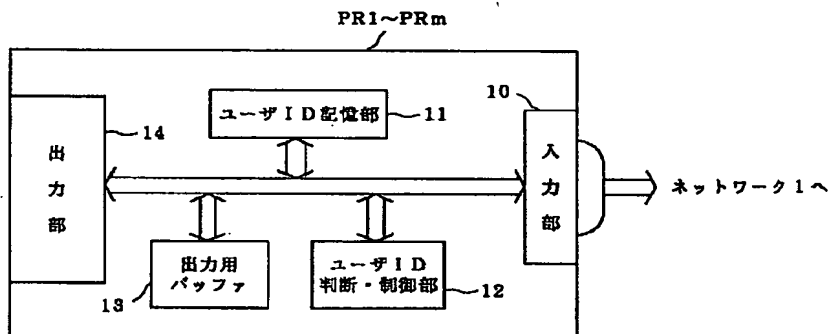 PR1～PRm
10
ユーザID記憶部
11
14
出力部
入力部
ネットワーク1へ
出力用
バッファ
13
ユーザID
判断・制御部
12